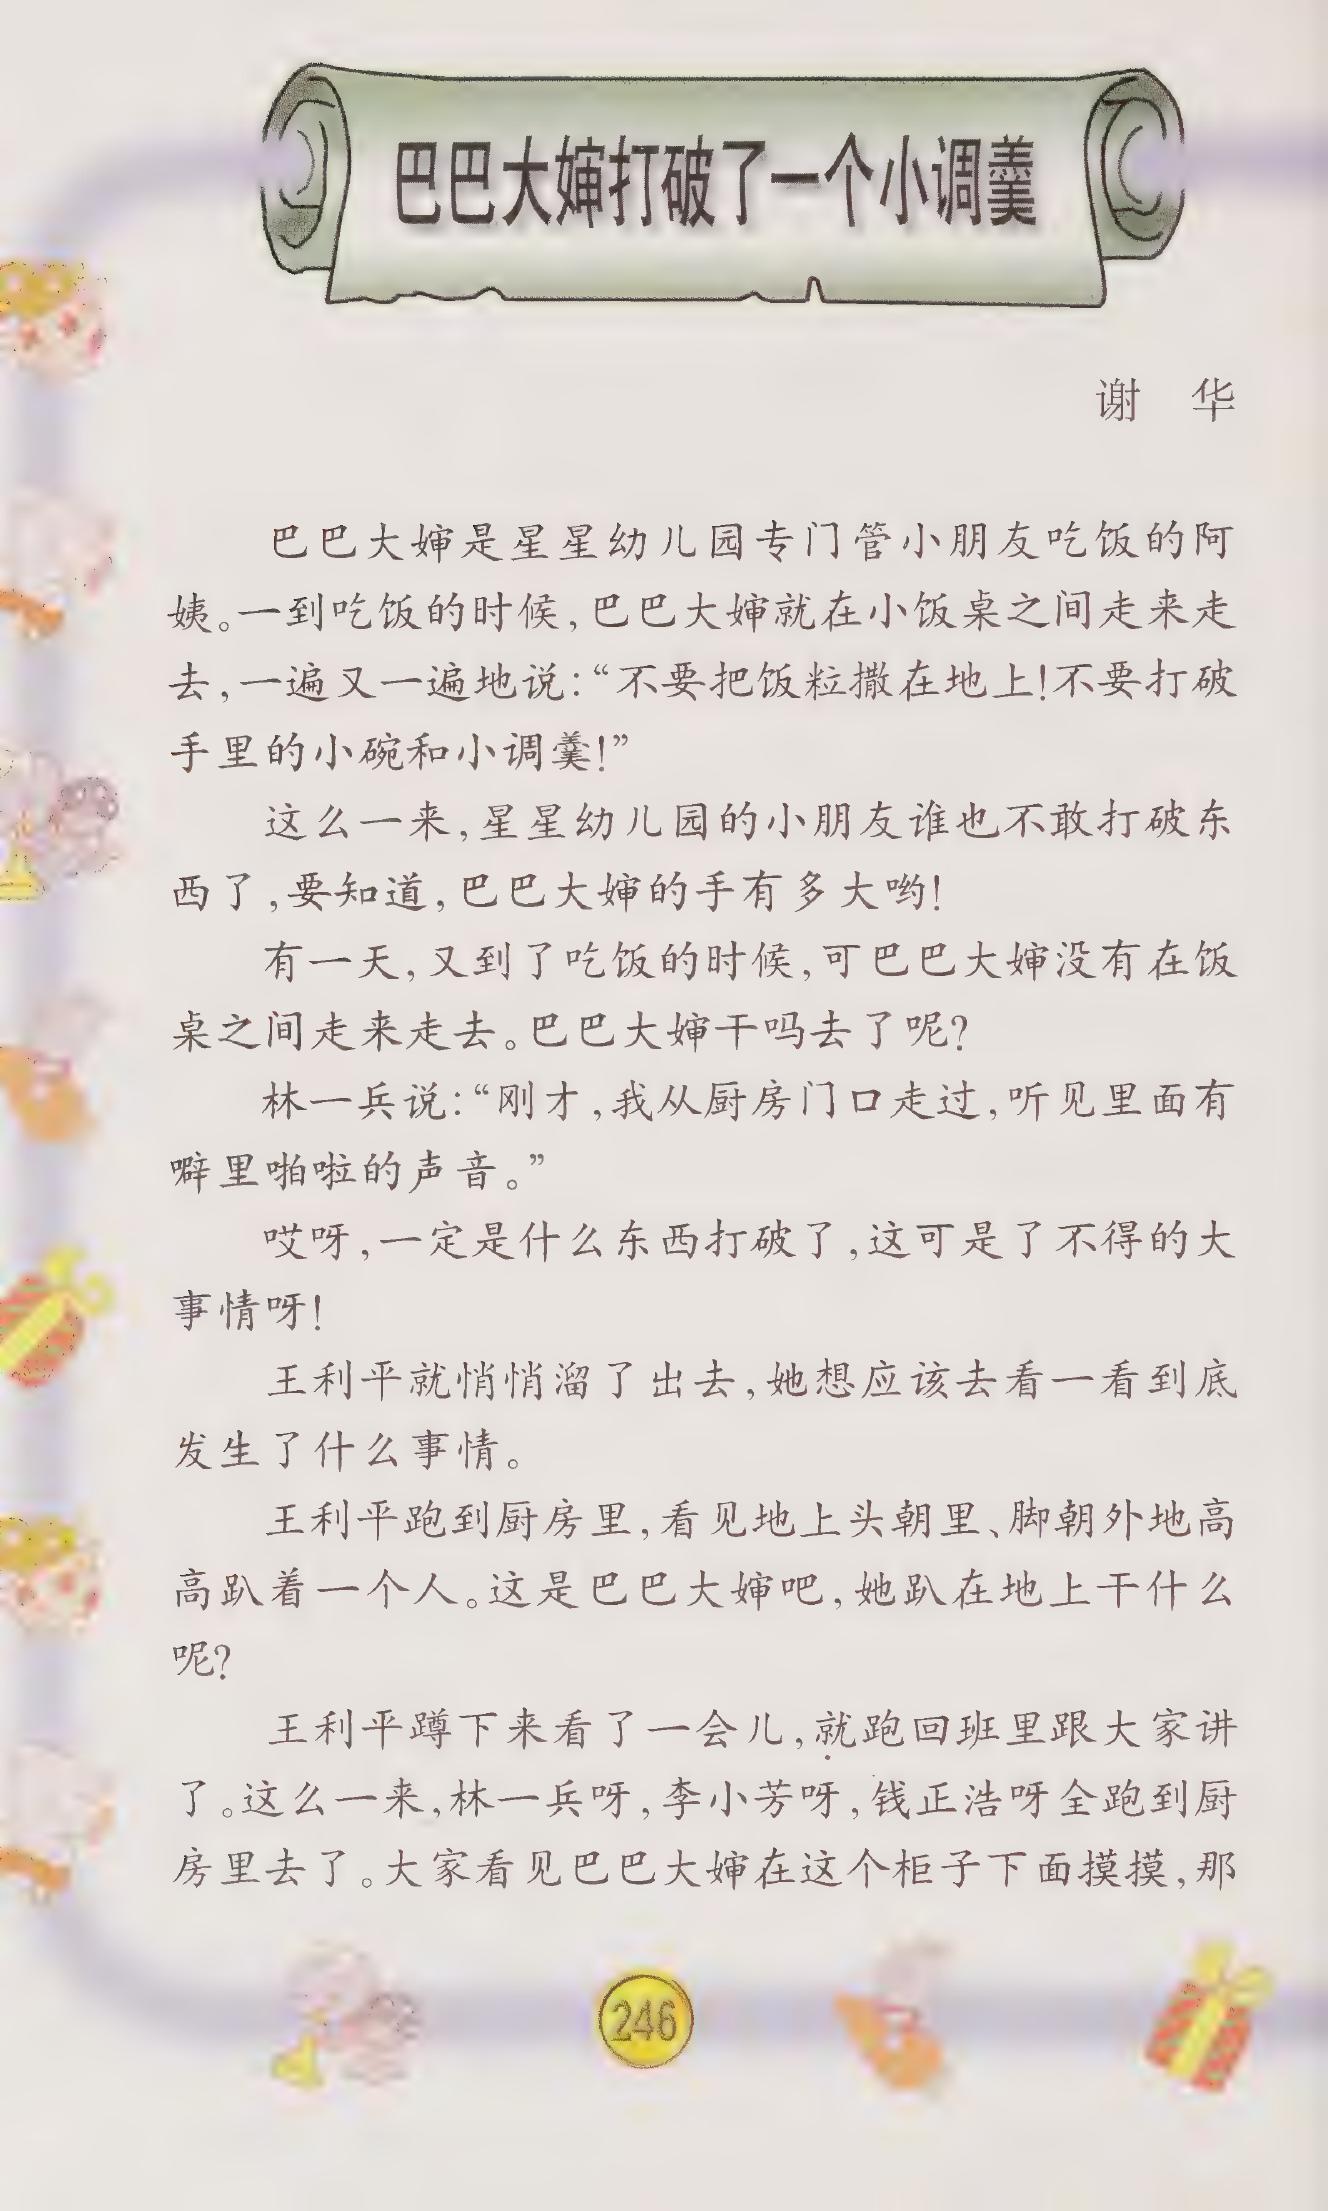 巴巴大婶打破了一个小调羹
谢　华
巴巴大婶是星星幼儿园专门管小朋友吃饭的阿
姨。一到吃饭的时候,巴巴大婶就在小饭桌之间走来走
去,一遍又一遍地说:“不要把饭粒撒在地上!不要打破
手里的小碗和小调羹!”
这么一来,星星幼儿园的小朋友谁也不敢打破东
西了,要知道,巴巴大婶的手有多大哟!
有一天,又到了吃饭的时候,可巴巴大婶没有在饭
桌之间走来走去。巴巴大婶干吗去了呢?
林一兵说:“刚才,我从厨房门口走过,听见里面有
噼里啪啦的声音。”
哎呀,一定是什么东西打破了,这可是了不得的大
事情呀!
王利平就悄悄溜了出去,她想应该去看一看到底
发生了什么事情。
王利平跑到厨房里,看见地上头朝里、脚朝外地高
高趴着一个人。这是巴巴大婶吧,她趴在地上干什么
呢?
王利平蹲下来看了一会儿,就跑回班里跟大家讲
了。这么一来,林一兵呀,李小芳呀,钱正浩呀全跑到厨
房里去了。大家看见巴巴大婶在这个柜子下面摸摸,那
246